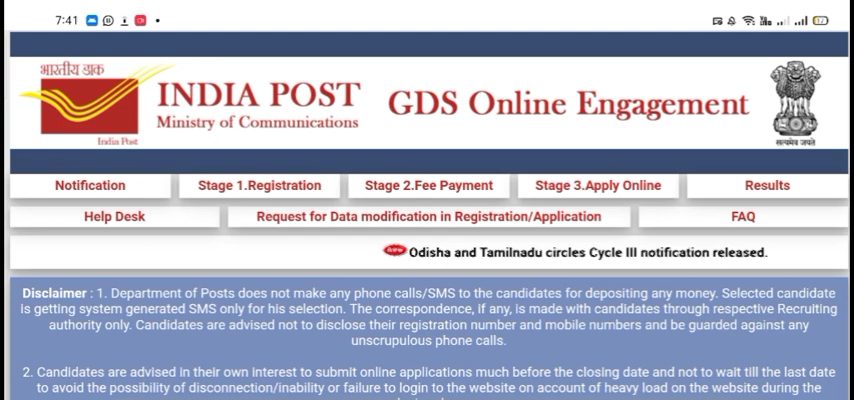 7:41
भारतीय डाक
INDIA POST
Ministry of Communications
India Post
GDS Online Engagement
सत्यमेव जयते
Notification
Stage 1.Registration
Stage 2.Fee Payment
Stage 3.Apply Online
Results
Help Desk
Request for Data modification in Registration/Application
FAQ
Odisha and Tamilnadu circles Cycle III notification released.
Disclaimer : 1. Department of Posts does not make any phone calls/SMS to the candidates for depositing any money. Selected candidate
is getting system generated SMS only for his selection. The correspondence, if any, is made with candidates through respective Recruiting
authority only. Candidates are advised not to disclose their registration number and mobile numbers and be guarded against any
unscrupulous phone calls.
2. Candidates are advised in their own interest to submit online applications much before the closing date and not to wait till the last date
to avoid the possibility of disconnection/inability or failure to login to the website on account of heavy load on the website during the